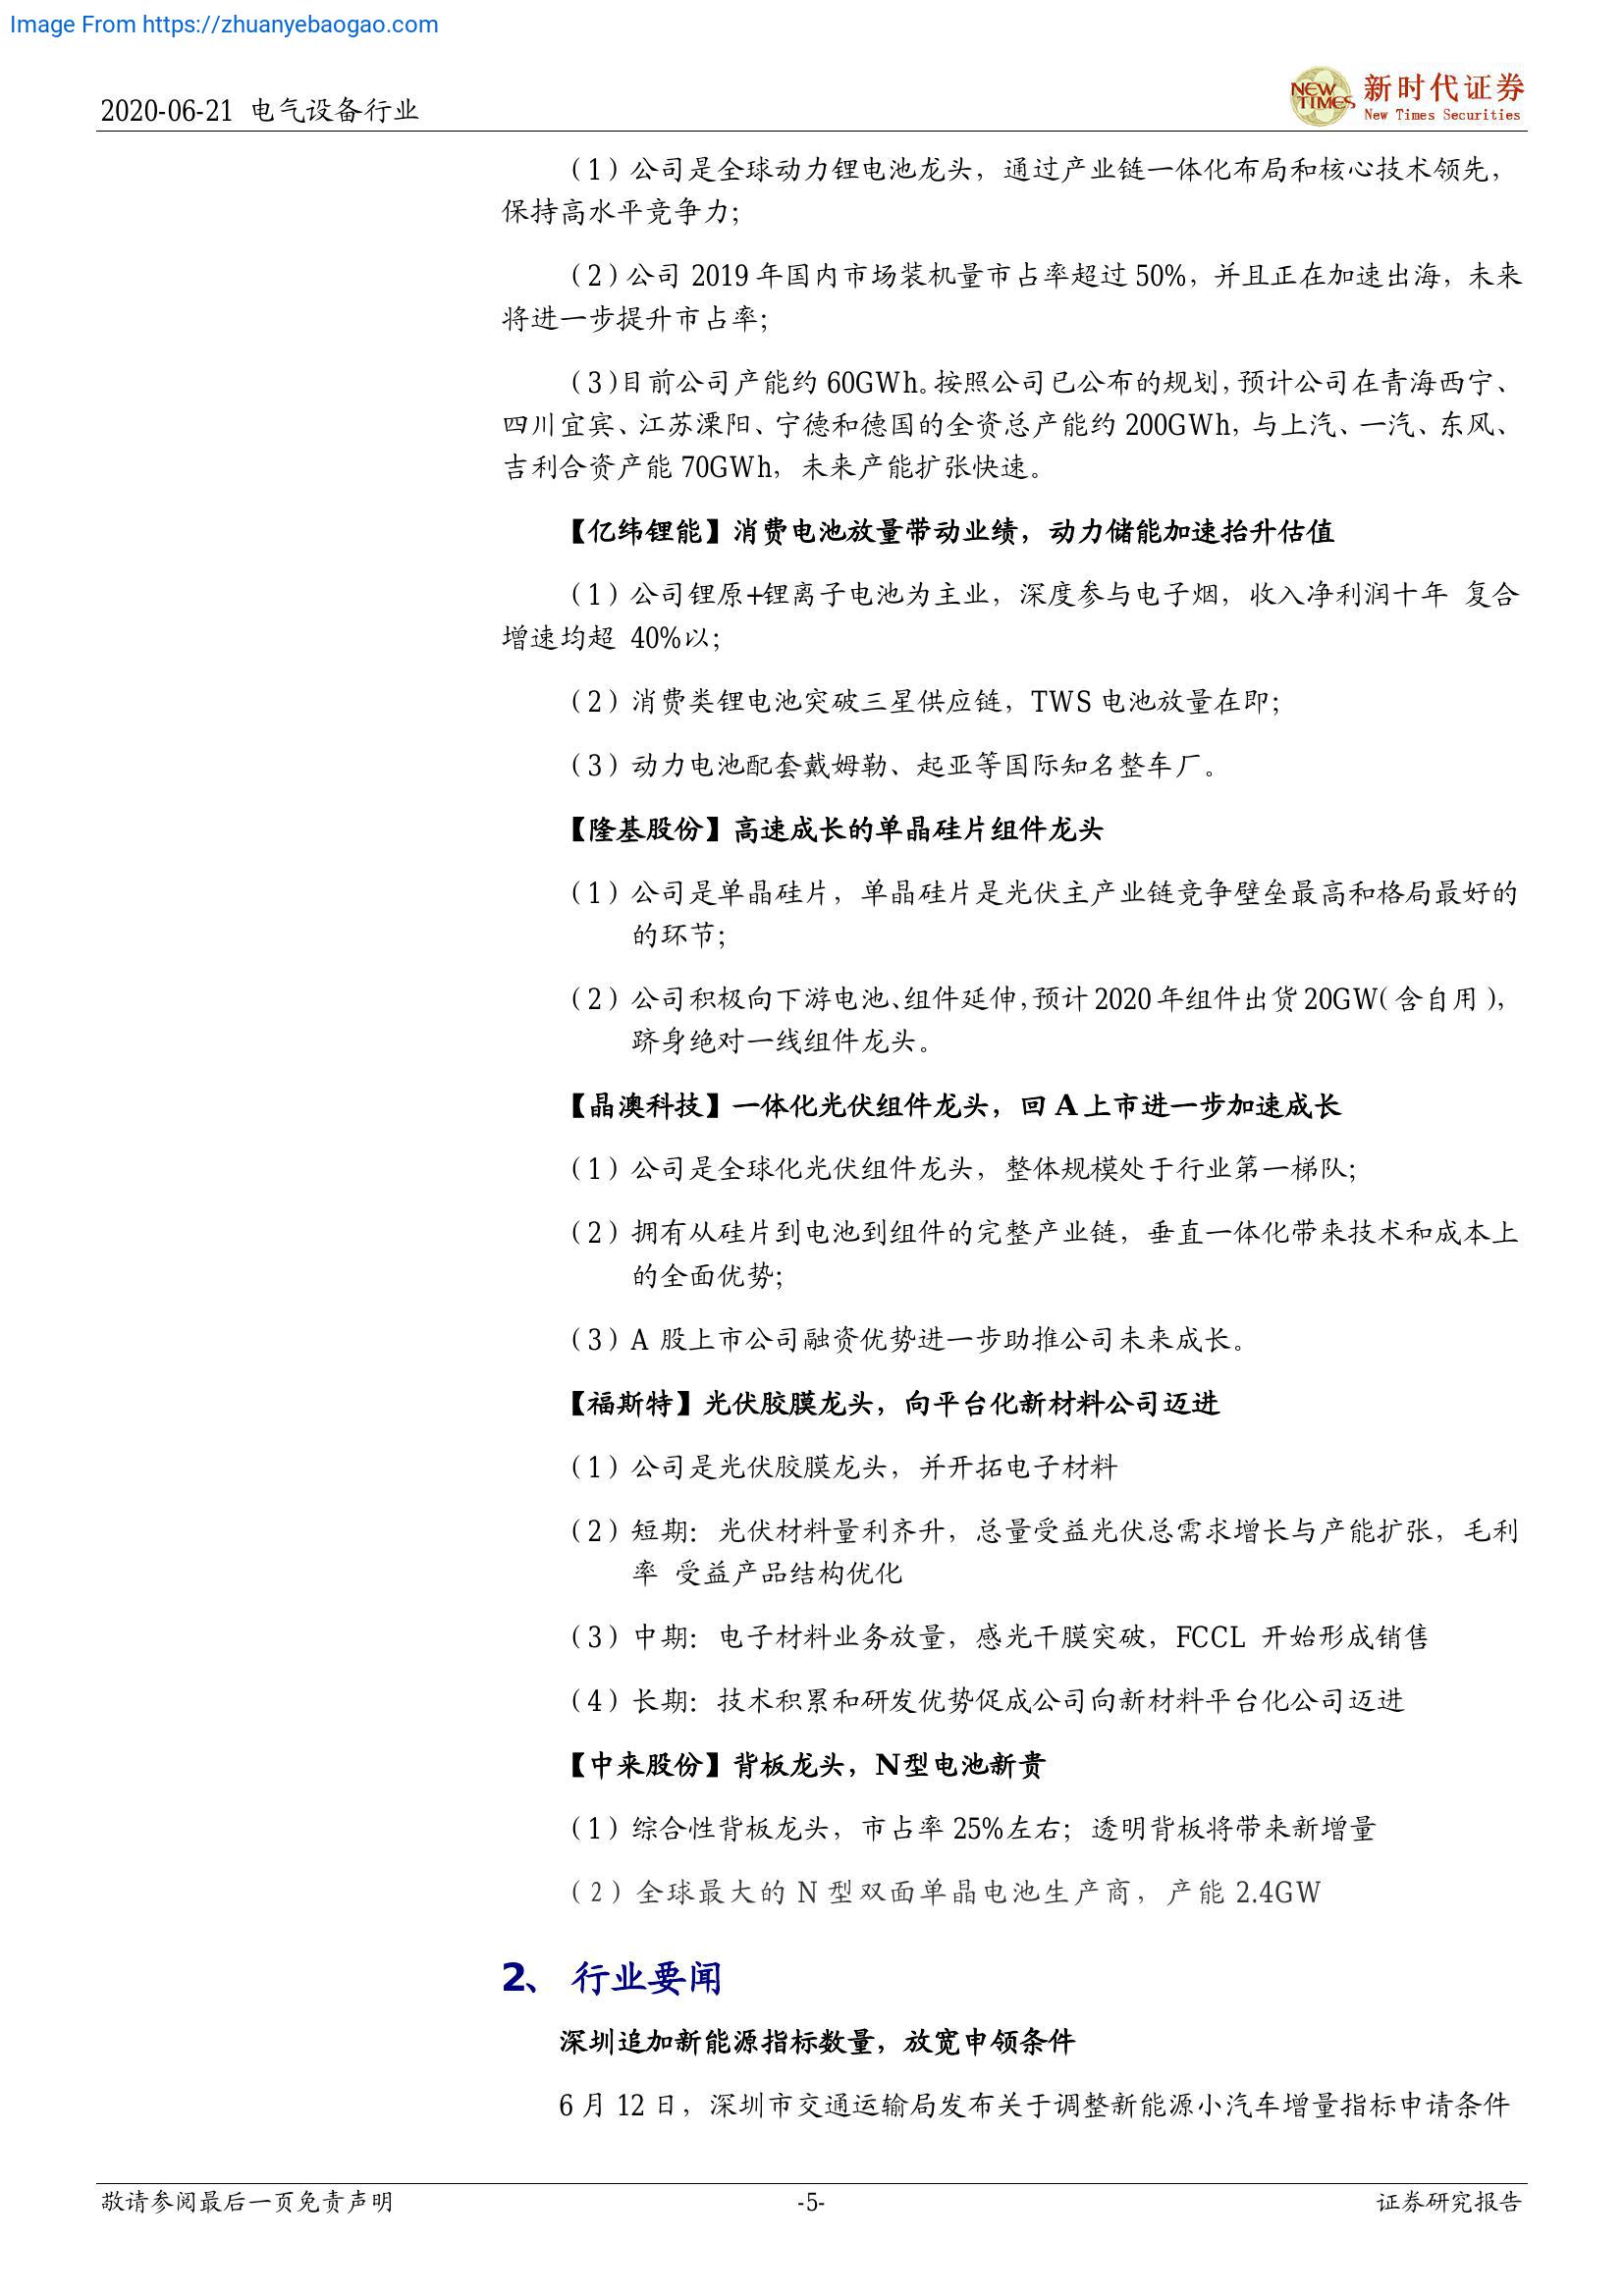 Image From https://zhuanyebaogao.com
2020-06-21 电气设备行业
NEW TIMES
新时代证券
New Times Securities
（1）公司是全球动力锂电池龙头，通过产业链一体化布局和核心技术领先，
保持高水平竞争力；
（2）公司 2019 年国内市场装机量市占率超过 50%，并且正在加速出海，未来
将进一步提升市占率；
（3）目前公司产能约 60GWh。按照公司已公布的规划，预计公司在青海西宁、
四川宜宾、江苏溧阳、宁德和德国的全资总产能约 200GWh，与上汽、一汽、东风、
吉利合资产能 70GWh，未来产能扩张快速。
【亿纬锂能】消费电池放量带动业绩，动力储能加速抬升估值
（1）公司锂原+锂离子电池为主业，深度参与电子烟，收入净利润十年 复合
增速均超 40%以；
（2）消费类锂电池突破三星供应链，TWS 电池放量在即；
（3）动力电池配套戴姆勒、起亚等国际知名整车厂。
【隆基股份】高速成长的单晶硅片组件龙头
（1）公司是单晶硅片，单晶硅片是光伏主产业链竞争壁垒最高和格局最好的
的环节；
（2）公司积极向下游电池、组件延伸，预计 2020 年组件出货 20GW（含自用），
跻身绝对一线组件龙头。
【晶澳科技】一体化光伏组件龙头，回 A 上市进一步加速成长
（1）公司是全球化光伏组件龙头，整体规模处于行业第一梯队；
（2）拥有从硅片到电池到组件的完整产业链，垂直一体化带来技术和成本上
的全面优势；
（3）A 股上市公司融资优势进一步助推公司未来成长。
【福斯特】光伏胶膜龙头，向平台化新材料公司迈进
（1）公司是光伏胶膜龙头，并开拓电子材料
（2）短期：光伏材料量利齐升，总量受益光伏总需求增长与产能扩张，毛利
率 受益产品结构优化
（3）中期：电子材料业务放量，感光干膜突破，FCCL 开始形成销售
（4）长期：技术积累和研发优势促成公司向新材料平台化公司迈进
【中来股份】背板龙头，N型电池新贵
（1）综合性背板龙头，市占率 25%左右；透明背板将带来新增量
（2）全球最大的 N 型双面单晶电池生产商，产能 2.4GW
2、 行业要闻
深圳追加新能源指标数量，放宽申领条件
6 月 12 日，深圳市交通运输局发布关于调整新能源小汽车增量指标申请条件
敬请参阅最后一页免责声明
-5-
证券研究报告